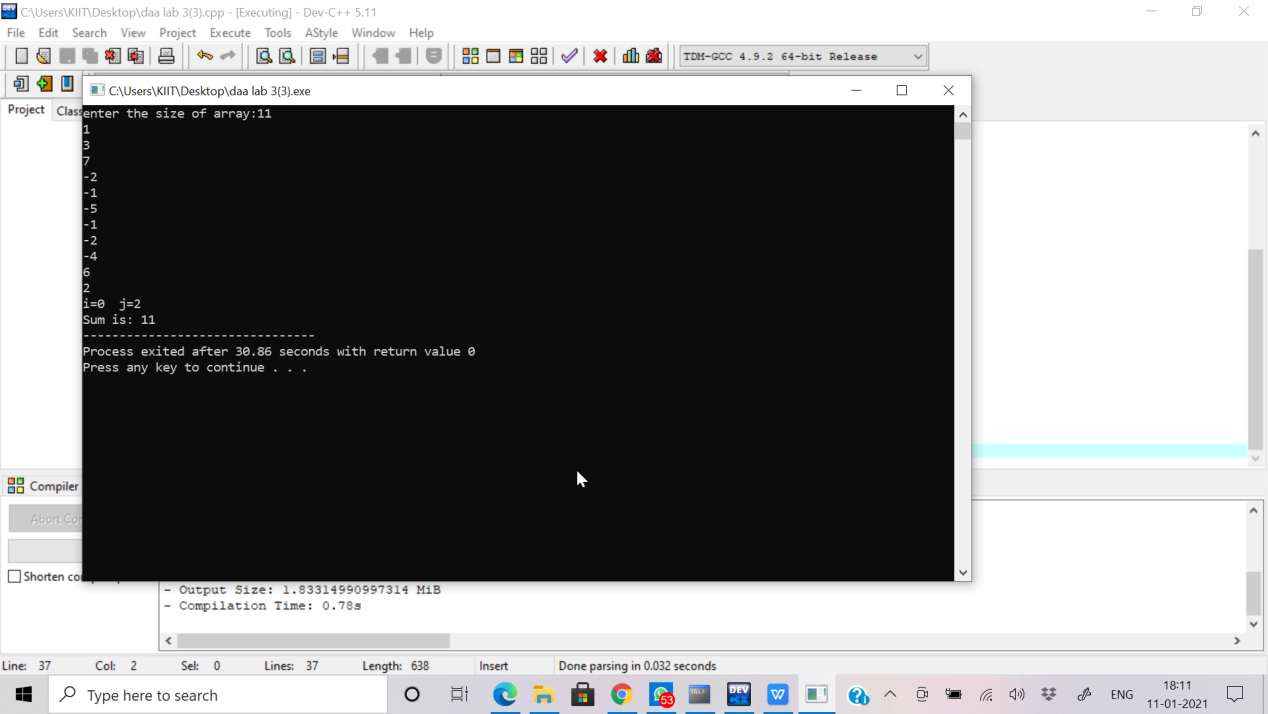 C:\Users\KIIT\Desktop\daa lab 3(3).cpp - [Executing] - Dev-C++ 5.11
File Edit Search View Project Execute Tools AStyle Window Help
TDM-GCC 4.9.2 64-bit Release
C:\Users\KIIT\Desktop\daa lab 3(3).exe
Project Class
enter the size of array:11
1
3
7
-2
-1
-5
-1
-2
-4
6
2
i=0 j=2
Sum is: 11
--------------------------------
Process exited after 30.86 seconds with return value 0
Press any key to continue . . .
Compiler
Abort Co
Shorten co
- Output Size: 1.83314990997314 MiB
- Compilation Time: 0.78s
Line: 37 Col: 2 Sel: 0 Lines: 37 Length: 638 Insert Done parsing in 0.032 seconds
Type here to search
53
DEV
W
ENG
18:11
11-01-2021